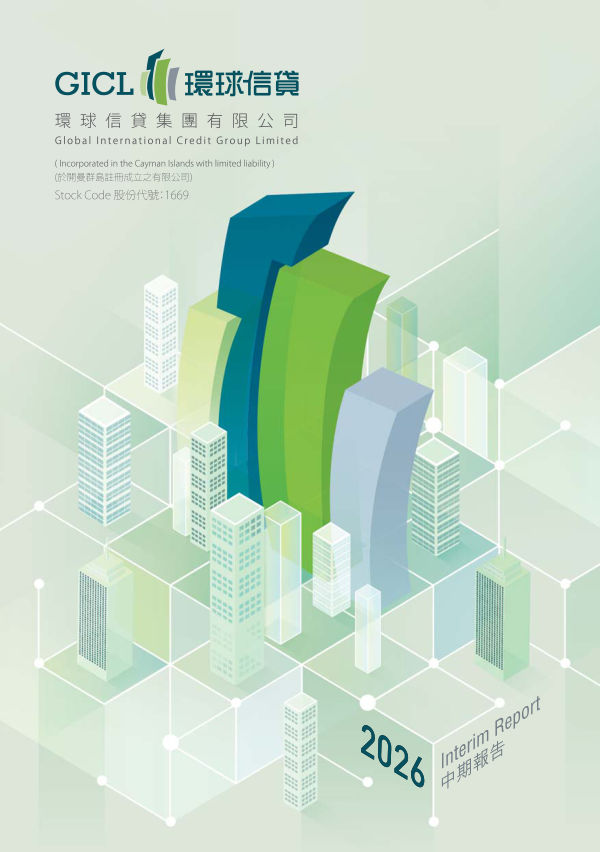 GICL 環球信貸
環球信貸集團有限公司
Global International Credit Group Limited
( Incorporated in the Cayman Islands with limited liability )
(於開曼群島註冊成立之有限公司)
Stock Code 股份代號：1669
2026
Interim Report
中期報告